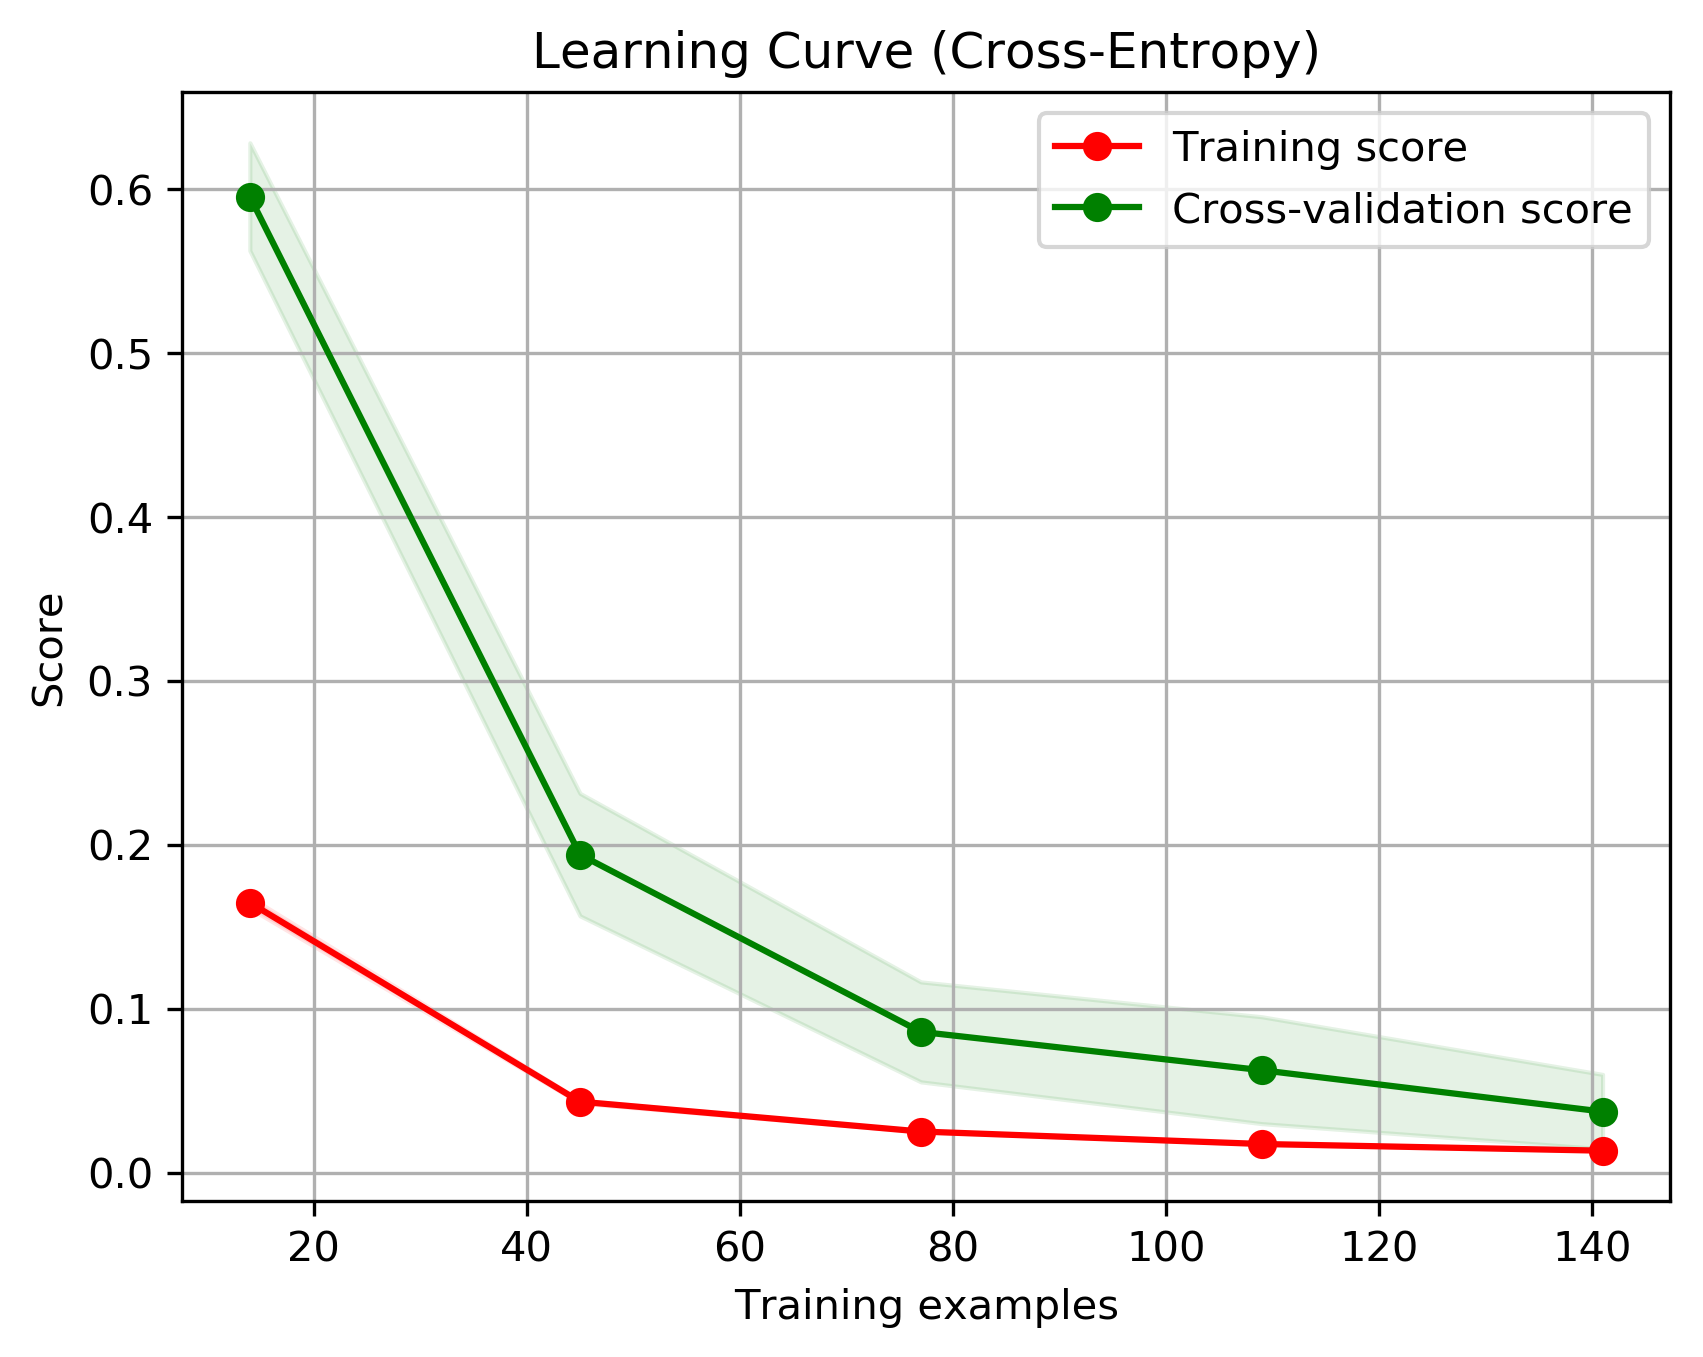 Learning Curve (Cross-Entropy)
Training score
Cross-validation score
0.6
0.5
0.4
0.3
0.2
0.1
0.0
Score
20 40 60 80 100 120 140
Training examples